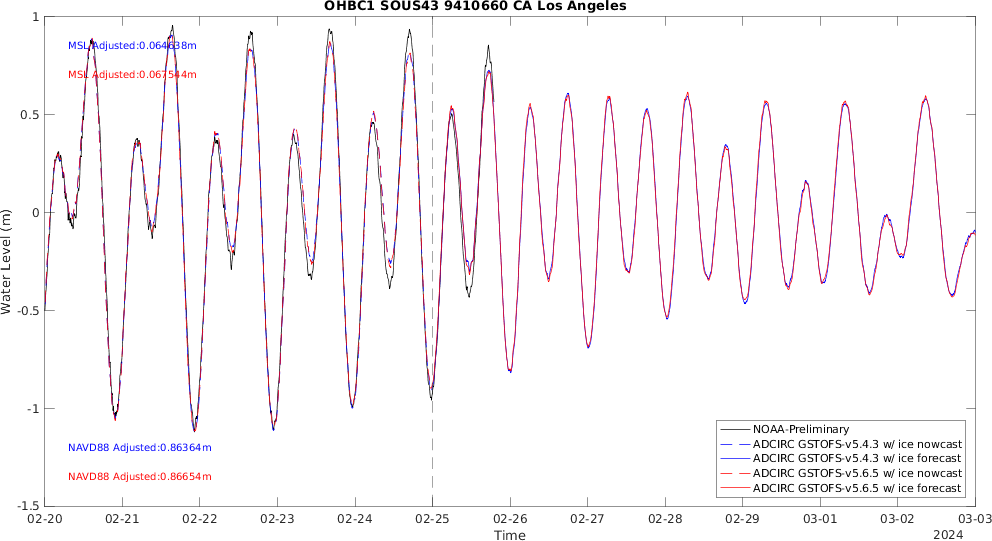 OHBC1 SOUS43 9410660 CA Los Angeles
MSL Adjusted:0.064638m
MSL Adjusted:0.067544m
NAVD88 Adjusted:0.86364m
NAVD88 Adjusted:0.86654m
Water Level (m)
1
0.5
0
-0.5
-1
-1.5
NOAA-Preliminary
ADCIRC GSTOFS-v5.4.3 w/ ice nowcast
ADCIRC GSTOFS-v5.4.3 w/ ice forecast
ADCIRC GSTOFS-v5.6.5 w/ ice nowcast
ADCIRC GSTOFS-v5.6.5 w/ ice forecast
02-20 02-21 02-22 02-23 02-24 02-25 02-26 02-27 02-28 02-29 03-01 03-02 03-03
Time
2024